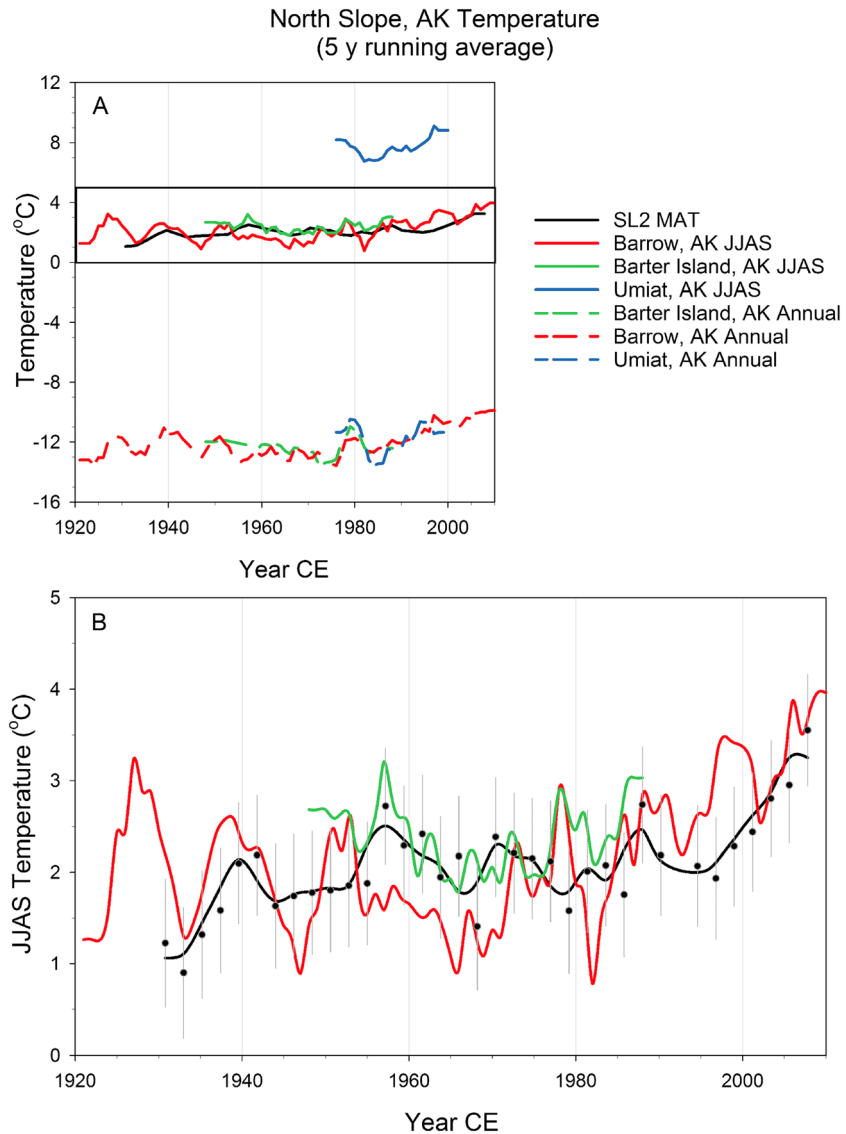 North Slope, AK Temperature
(5 y running average)
A
12
8
4
0
-4
-8
-12
-16
Temperature (°C)
1920 1940 1960 1980 2000
Year CE
SL2 MAT
Barrow, AK JJAS
Barter Island, AK JJAS
Umiat, AK JJAS
Barter Island, AK Annual
Barrow, AK Annual
Umiat, AK Annual
B
5
4
3
2
1
0
JJAS Temperature (°C)
1920 1940 1960 1980 2000
Year CE